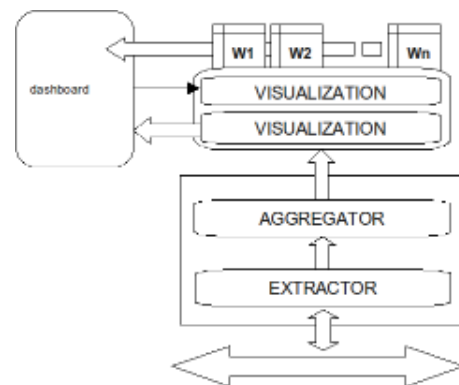 W1 W2 Wn
dashboard
VISUALIZATION
VISUALIZATION
AGGREGATOR
EXTRACTOR